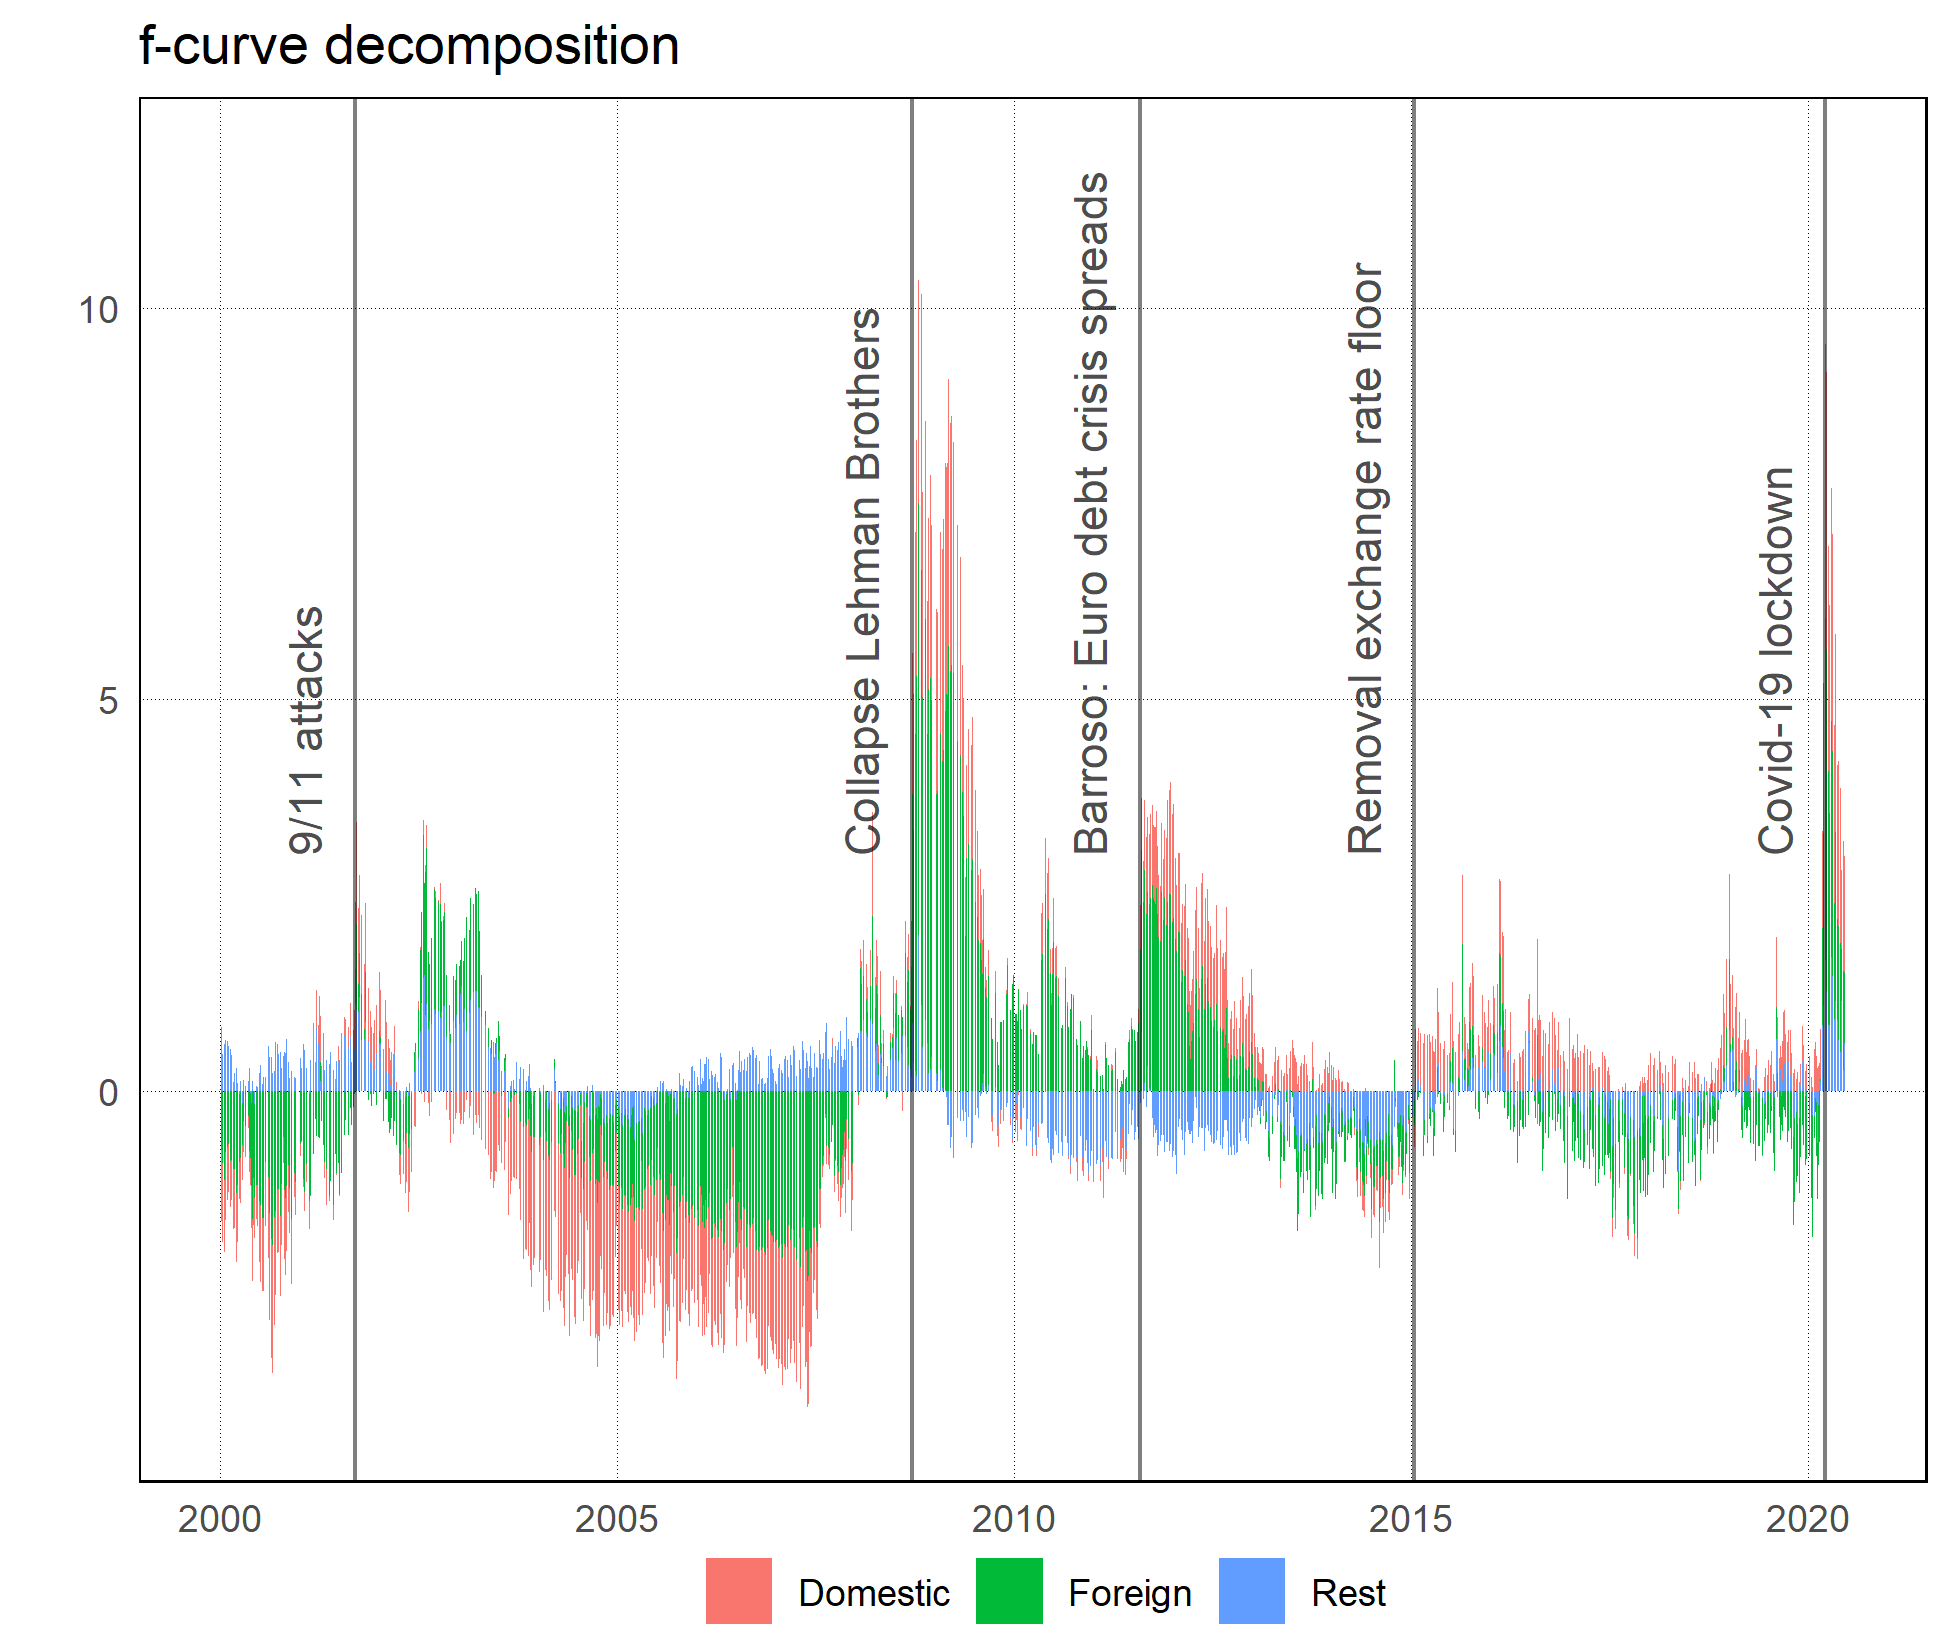 f-curve decomposition
10
5
0
9/11 attacks
Collapse Lehman Brothers
Barroso: Euro debt crisis spreads
Removal exchange rate floor
Covid-19 lockdown
2000 2005 2010 2015 2020
Domestic Foreign Rest